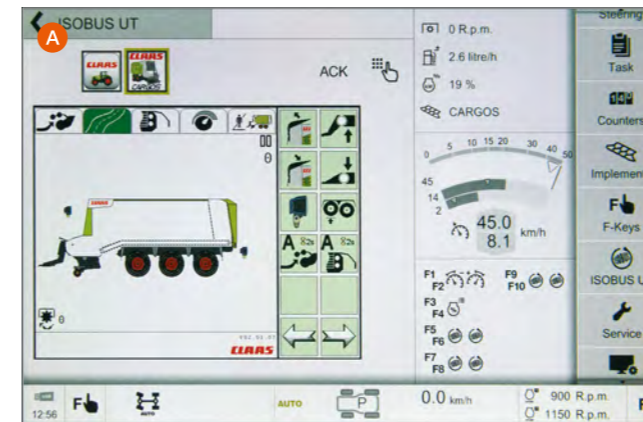 ISOBUS UT
A
CLAAS
CLAAS
CARGOS
ACK
0
CLAAS
A 82s
A 82s
0
CLAAS
0 R.p.m.
2.6 litre/h
19 %
CARGOS
0 5 10 15 20 30 40 50
45
14
2
45.0
8.1 km/h
F1
F2
F9
F10
F3
F4
F5
F6
F7
F8
Steering
Task
Counters
Implement
F
F-Keys
ISOBUS U
Service
12:56
F
AUTO
AUTO
P
0.0 km/h
900 R.p.m.
1150 R.p.m.
F